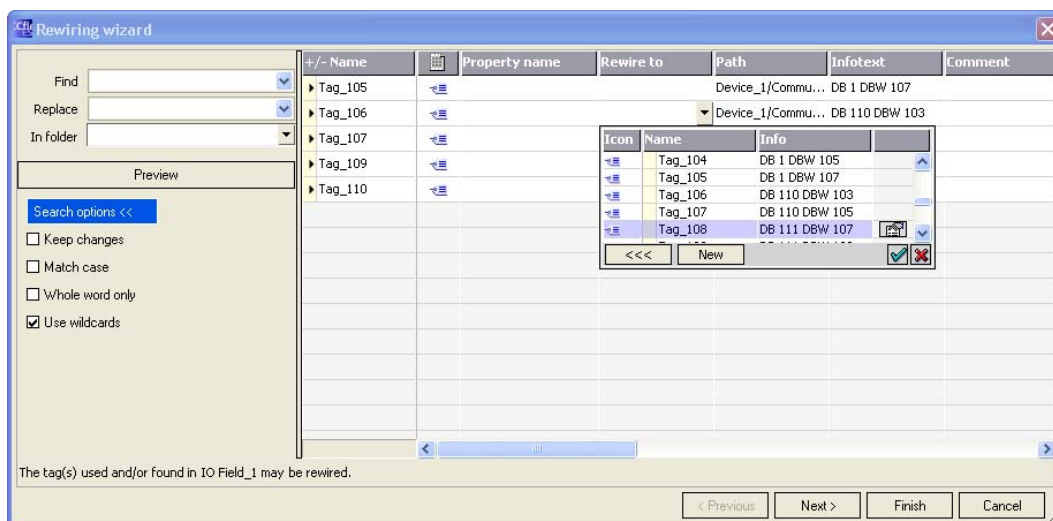 Rewiring wizard
Find
Replace
In folder
Preview
Search options <<
Keep changes
Match case
Whole word only
Use wildcards
+/- Name Property name Rewire to Path Infotext Comment
Tag_105 Device_1/Commu... DB 1 DBW 107
Tag_106 Device_1/Commu... DB 110 DBW 103
Tag_107
Tag_109
Tag_110
Icon Name Info
Tag_104 DB 1 DBW 105
Tag_105 DB 1 DBW 107
Tag_106 DB 110 DBW 103
Tag_107 DB 110 DBW 105
Tag_108 DB 111 DBW 107
<<< New
The tag(s) used and/or found in IO Field_1 may be rewired.
< Previous Next > Finish Cancel